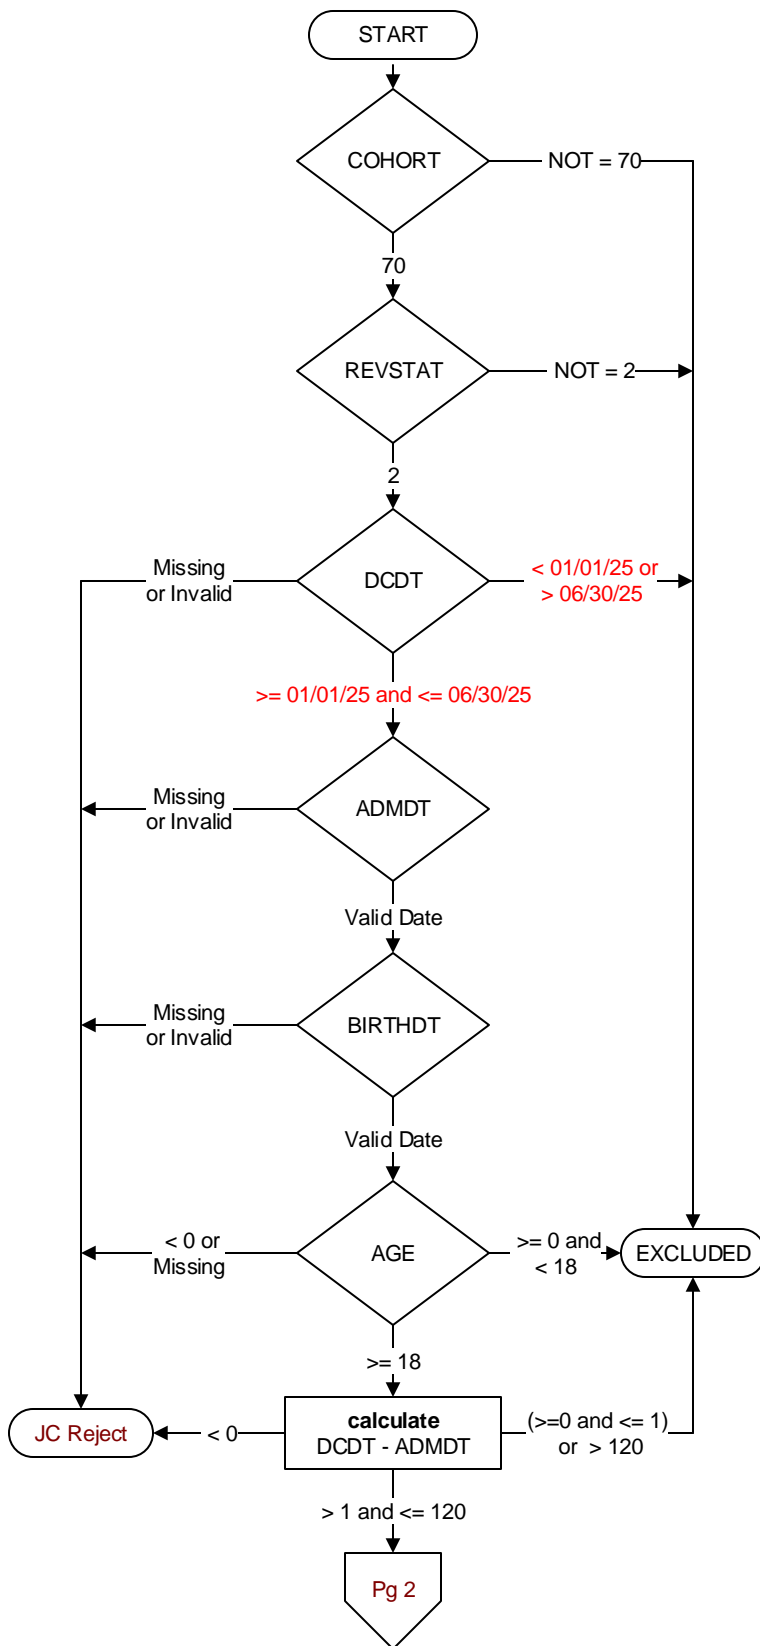 START
COHORT
NOT = 70
70
REVSTAT
NOT = 2
2
Missing
or Invalid
DCDT
< 01/01/25 or
> 06/30/25
>= 01/01/25 and <= 06/30/25
Missing
or Invalid
ADMDT
Valid Date
Missing
or Invalid
BIRTHDT
Valid Date
< 0 or
Missing
AGE
>= 0 and
< 18
EXCLUDED
>= 18
JC Reject
< 0
calculate
DCDT - ADMDT
(>=0 and <= 1)
or > 120
> 1 and <= 120
Pg 2